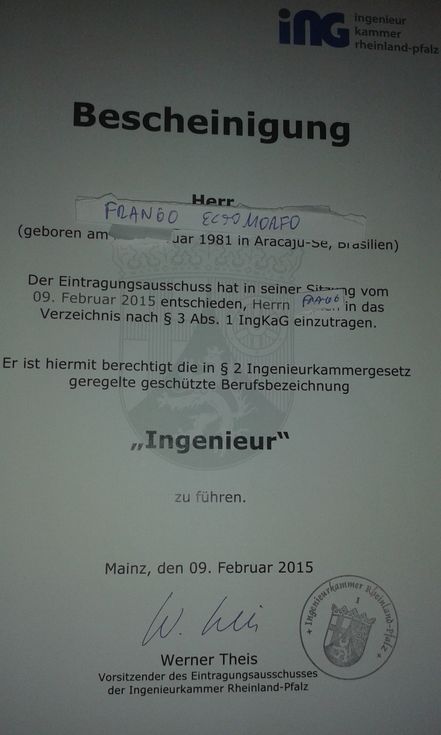 iNG Ingenieur
kammer
rheinland-pfalz
Bescheinigung
Herr
FRANGO ECTOMORFO
(geboren am uar 1981 in Aracaju-Se, Brasilien)
Der Eintragungsausschuss hat in seiner Sitzung vom
09. Februar 2015 entschieden, Herrn FRANGO in das
Verzeichnis nach § 3 Abs. 1 IngKaG einzutragen.
Er ist hiermit berechtigt die in § 2 Ingenieurkammergesetz
geregelte geschützte Berufsbezeichnung
„Ingenieur“
zu führen.
Mainz, den 09. Februar 2015
Werner Theis
Vorsitzender des Eintragungsausschusses
der Ingenieurkammer Rheinland-Pfalz
Ingenieurkammer Rheinland-Pfalz
1